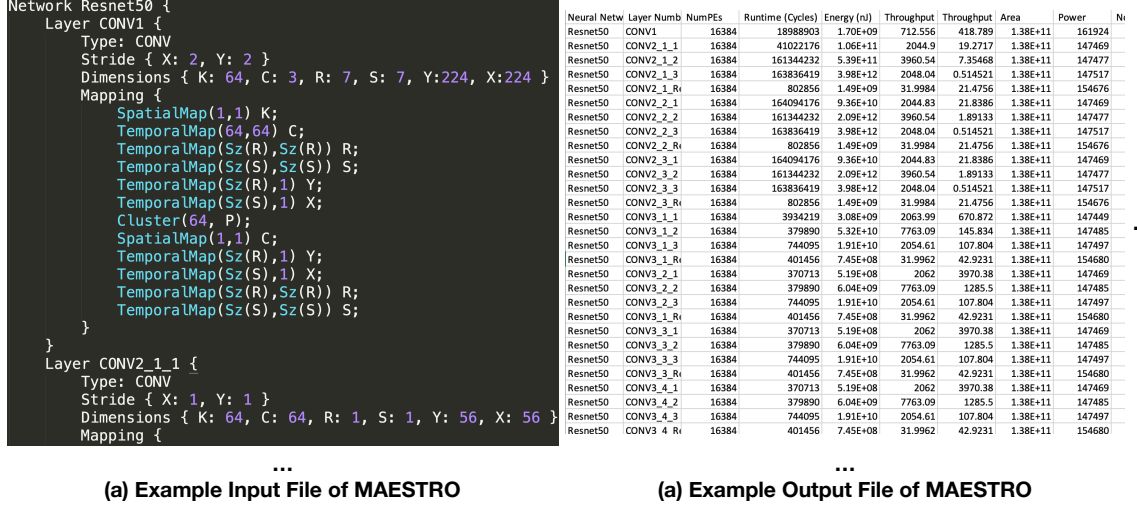 Network Resnet50 {
Layer CONV1 {
Type: CONV
Stride { X: 2, Y: 2 }
Dimensions { K: 64, C: 3, R: 7, S: 7, Y:224, X:224 }
Mapping {
SpatialMap(1,1) K;
TemporalMap(64,64) C;
TemporalMap(Sz(R),Sz(R)) R;
TemporalMap(Sz(S),Sz(S)) S;
TemporalMap(Sz(R),1) Y;
TemporalMap(Sz(S),1) X;
Cluster(64, P);
SpatialMap(1,1) C;
TemporalMap(Sz(R),1) Y;
TemporalMap(Sz(S),1) X;
TemporalMap(Sz(R),Sz(R)) R;
TemporalMap(Sz(S),Sz(S)) S;
}
}
Layer CONV2_1_1 {
Type: CONV
Stride { X: 1, Y: 1 }
Dimensions { K: 64, C: 64, R: 1, S: 1, Y: 56, X: 56 }
Mapping {
...
(a) Example Input File of MAESTRO
Neural Netw Layer Numb NumPEs Runtime (Cycles) Energy (nJ) Throughput Throughput Area Power
Resnet50 CONV1 16384 18988903 1.70E+09 712.556 418.789 1.38E+11 161924
Resnet50 CONV2_1_1 16384 41022176 1.06E+11 2044.9 19.2717 1.38E+11 147469
Resnet50 CONV2_1_2 16384 161344232 5.39E+11 3960.54 7.35468 1.38E+11 147477
Resnet50 CONV2_1_3 16384 163836419 3.98E+12 2048.04 0.514521 1.38E+11 147517
Resnet50 CONV2_1_Re 16384 802856 1.49E+09 31.9984 21.4756 1.38E+11 154676
Resnet50 CONV2_2_1 16384 164094176 9.36E+10 2044.83 21.8386 1.38E+11 147469
Resnet50 CONV2_2_2 16384 161344232 2.09E+12 3960.54 1.89133 1.38E+11 147477
Resnet50 CONV2_2_3 16384 163836419 3.98E+12 2048.04 0.514521 1.38E+11 147517
Resnet50 CONV2_2_Re 16384 802856 1.49E+09 31.9984 21.4756 1.38E+11 154676
Resnet50 CONV2_3_1 16384 164094176 9.36E+10 2044.83 21.8386 1.38E+11 147469
Resnet50 CONV2_3_2 16384 161344232 2.09E+12 3960.54 1.89133 1.38E+11 147477
Resnet50 CONV2_3_3 16384 163836419 3.98E+12 2048.04 0.514521 1.38E+11 147517
Resnet50 CONV2_3_Re 16384 802856 1.49E+09 31.9984 21.4756 1.38E+11 154676
Resnet50 CONV3_1_1 16384 3934219 3.08E+09 2063.99 670.872 1.38E+11 147449
Resnet50 CONV3_1_2 16384 379890 5.32E+10 7763.09 145.834 1.38E+11 147485
Resnet50 CONV3_1_3 16384 744095 1.91E+10 2054.61 107.804 1.38E+11 147497
Resnet50 CONV3_1_Re 16384 401456 7.45E+08 31.9962 42.9231 1.38E+11 154680
Resnet50 CONV3_2_1 16384 370713 5.19E+08 2062 3970.38 1.38E+11 147469
Resnet50 CONV3_2_2 16384 379890 6.04E+09 7763.09 1285.5 1.38E+11 147485
Resnet50 CONV3_2_3 16384 744095 1.91E+10 2054.61 107.804 1.38E+11 147497
Resnet50 CONV3_1_Re 16384 401456 7.45E+08 31.9962 42.9231 1.38E+11 154680
Resnet50 CONV3_3_1 16384 370713 5.19E+08 2062 3970.38 1.38E+11 147469
Resnet50 CONV3_3_2 16384 379890 6.04E+09 7763.09 1285.5 1.38E+11 147485
Resnet50 CONV3_3_3 16384 744095 1.91E+10 2054.61 107.804 1.38E+11 147497
Resnet50 CONV3_3_Re 16384 401456 7.45E+08 31.9962 42.9231 1.38E+11 154680
Resnet50 CONV3_4_1 16384 370713 5.19E+08 2062 3970.38 1.38E+11 147469
Resnet50 CONV3_4_2 16384 379890 6.04E+09 7763.09 1285.5 1.38E+11 147485
Resnet50 CONV3_4_3 16384 744095 1.91E+10 2054.61 107.804 1.38E+11 147497
Resnet50 CONV3_4_Re 16384 401456 7.45E+08 31.9962 42.9231 1.38E+11 154680
...
(a) Example Output File of MAESTRO